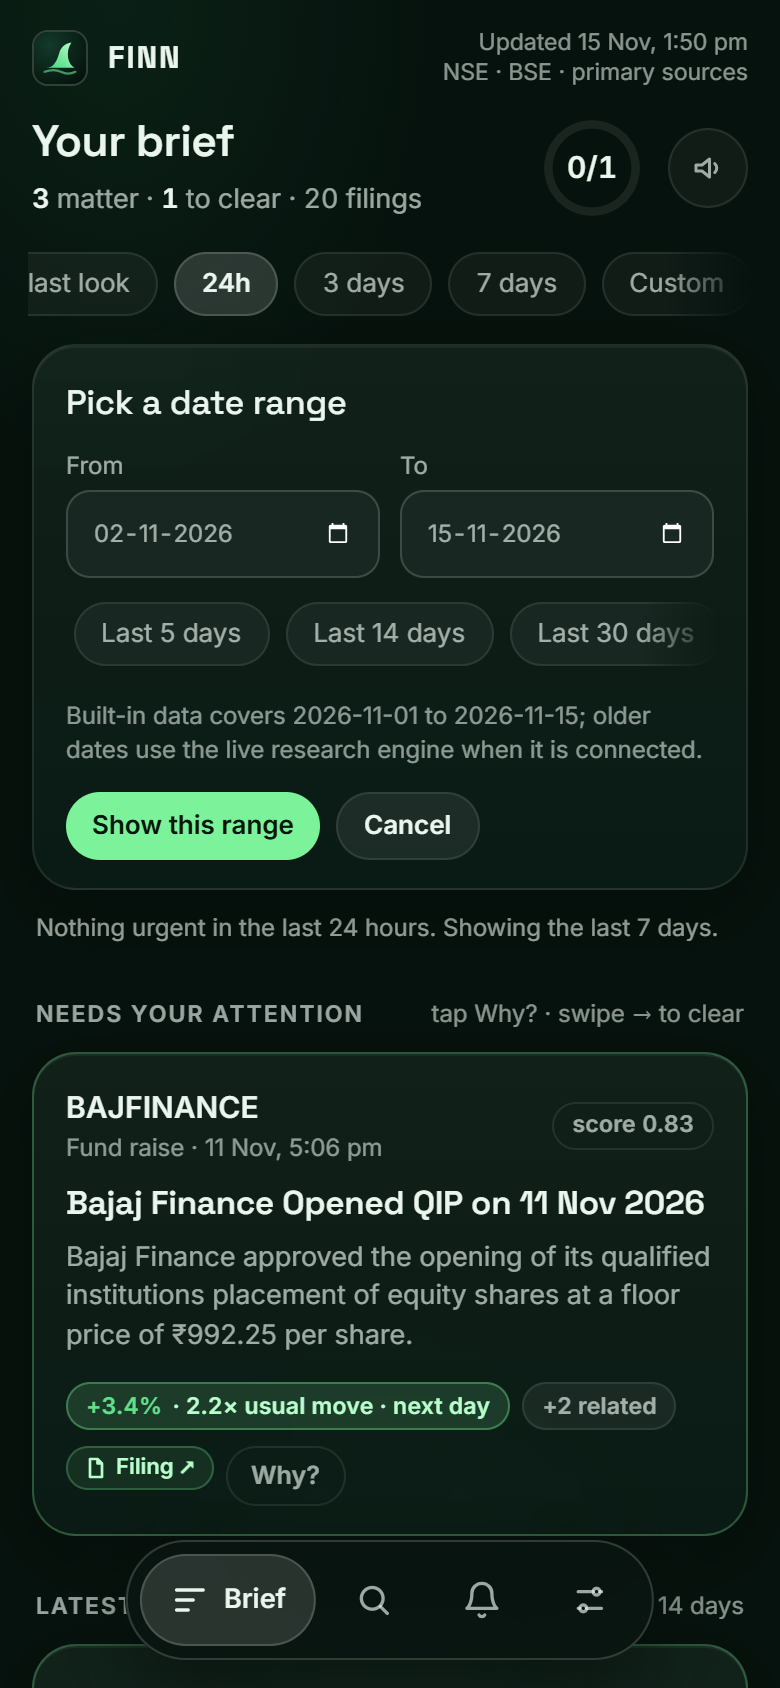 FINN
Updated 15 Nov, 1:50 pm
NSE · BSE · primary sources
Your brief
3 matter · 1 to clear · 20 filings
0/1
last look
24h
3 days
7 days
Custom
Pick a date range
From
To
02-11-2026
15-11-2026
Last 5 days
Last 14 days
Last 30 days
Built-in data covers 2026-11-01 to 2026-11-15; older
dates use the live research engine when it is connected.
Show this range
Cancel
Nothing urgent in the last 24 hours. Showing the last 7 days.
NEEDS YOUR ATTENTION
tap Why? · swipe → to clear
BAJFINANCE
Fund raise · 11 Nov, 5:06 pm
score 0.83
Bajaj Finance Opened QIP on 11 Nov 2026
Bajaj Finance approved the opening of its qualified
institutions placement of equity shares at a floor
price of ₹992.25 per share.
+3.4% · 2.2× usual move · next day
+2 related
Filing ↗
Why?
LATEST
14 days
Brief